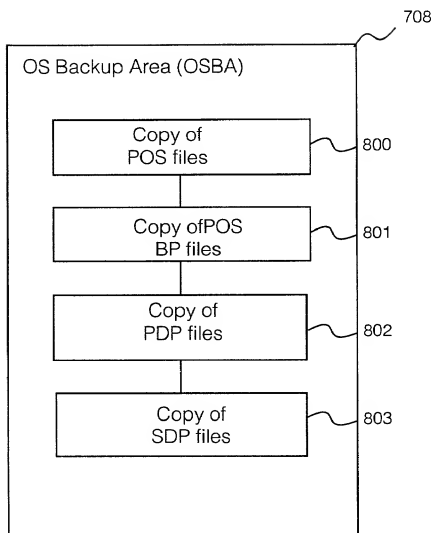 708
OS Backup Area (OSBA)
Copy of
POS files
800
Copy ofPOS
BP files
801
Copy of
PDP files
802
Copy of
SDP files
803